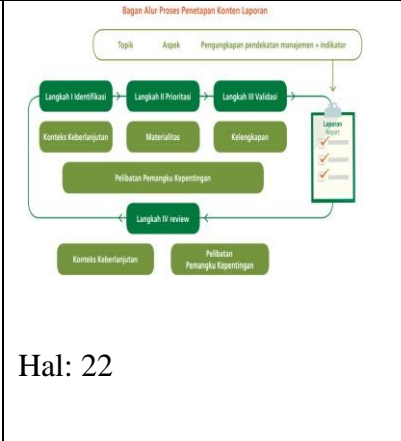 Bagan Alur Proses Penetapan Konten Laporan
Topik Aspek Pengungkapan pendekatan manajemen + indikator
Langkah I Identifikasi Langkah II Prioritasi Langkah III Validasi
Laporan
Report
Konteks Keberlanjutan Materialitas Kelengkapan
Pelibatan Pemangku Kepentingan
Langkah IV review
Konteks Keberlanjutan
Pelibatan
Pemangku Kepentingan
Hal: 22